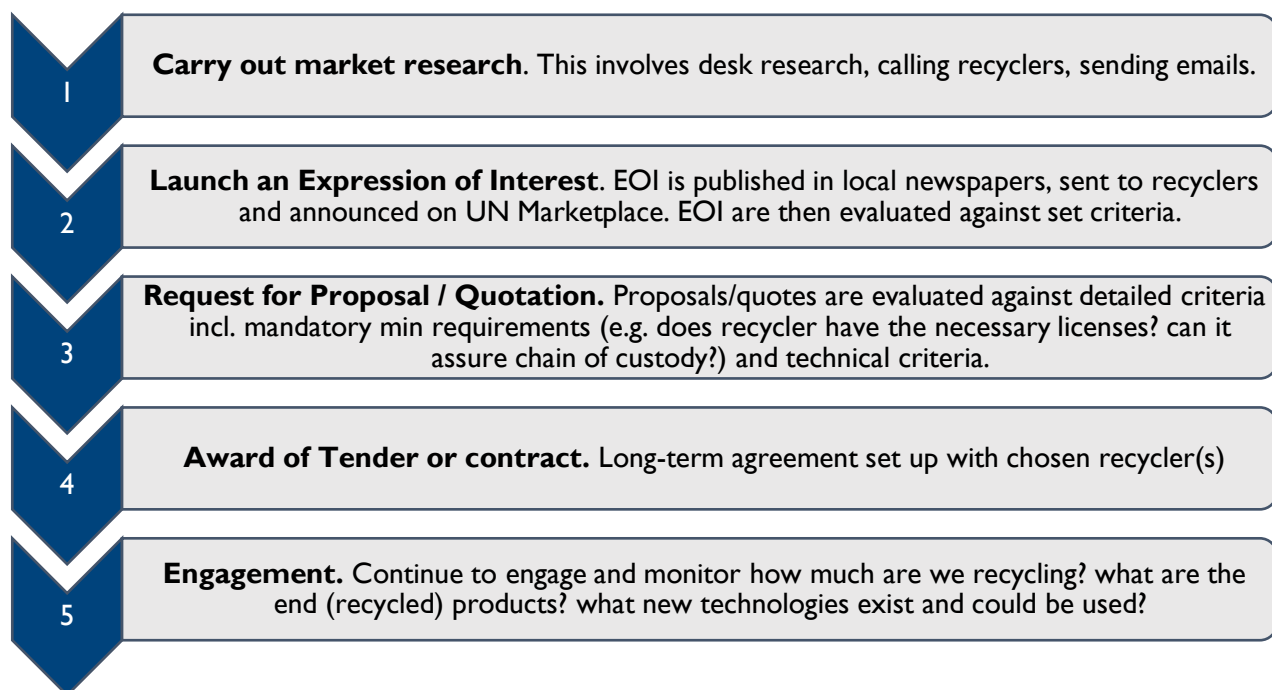 1
Carry out market research. This involves desk research, calling recyclers, sending emails.
2
Launch an Expression of Interest. EOI is published in local newspapers, sent to recyclers
and announced on UN Marketplace. EOI are then evaluated against set criteria.
3
Request for Proposal / Quotation. Proposals/quotes are evaluated against detailed criteria
incl. mandatory min requirements (e.g. does recycler have the necessary licenses? can it
assure chain of custody?) and technical criteria.
4
Award of Tender or contract. Long-term agreement set up with chosen recycler(s)
5
Engagement. Continue to engage and monitor how much are we recycling? what are the
end (recycled) products? what new technologies exist and could be used?